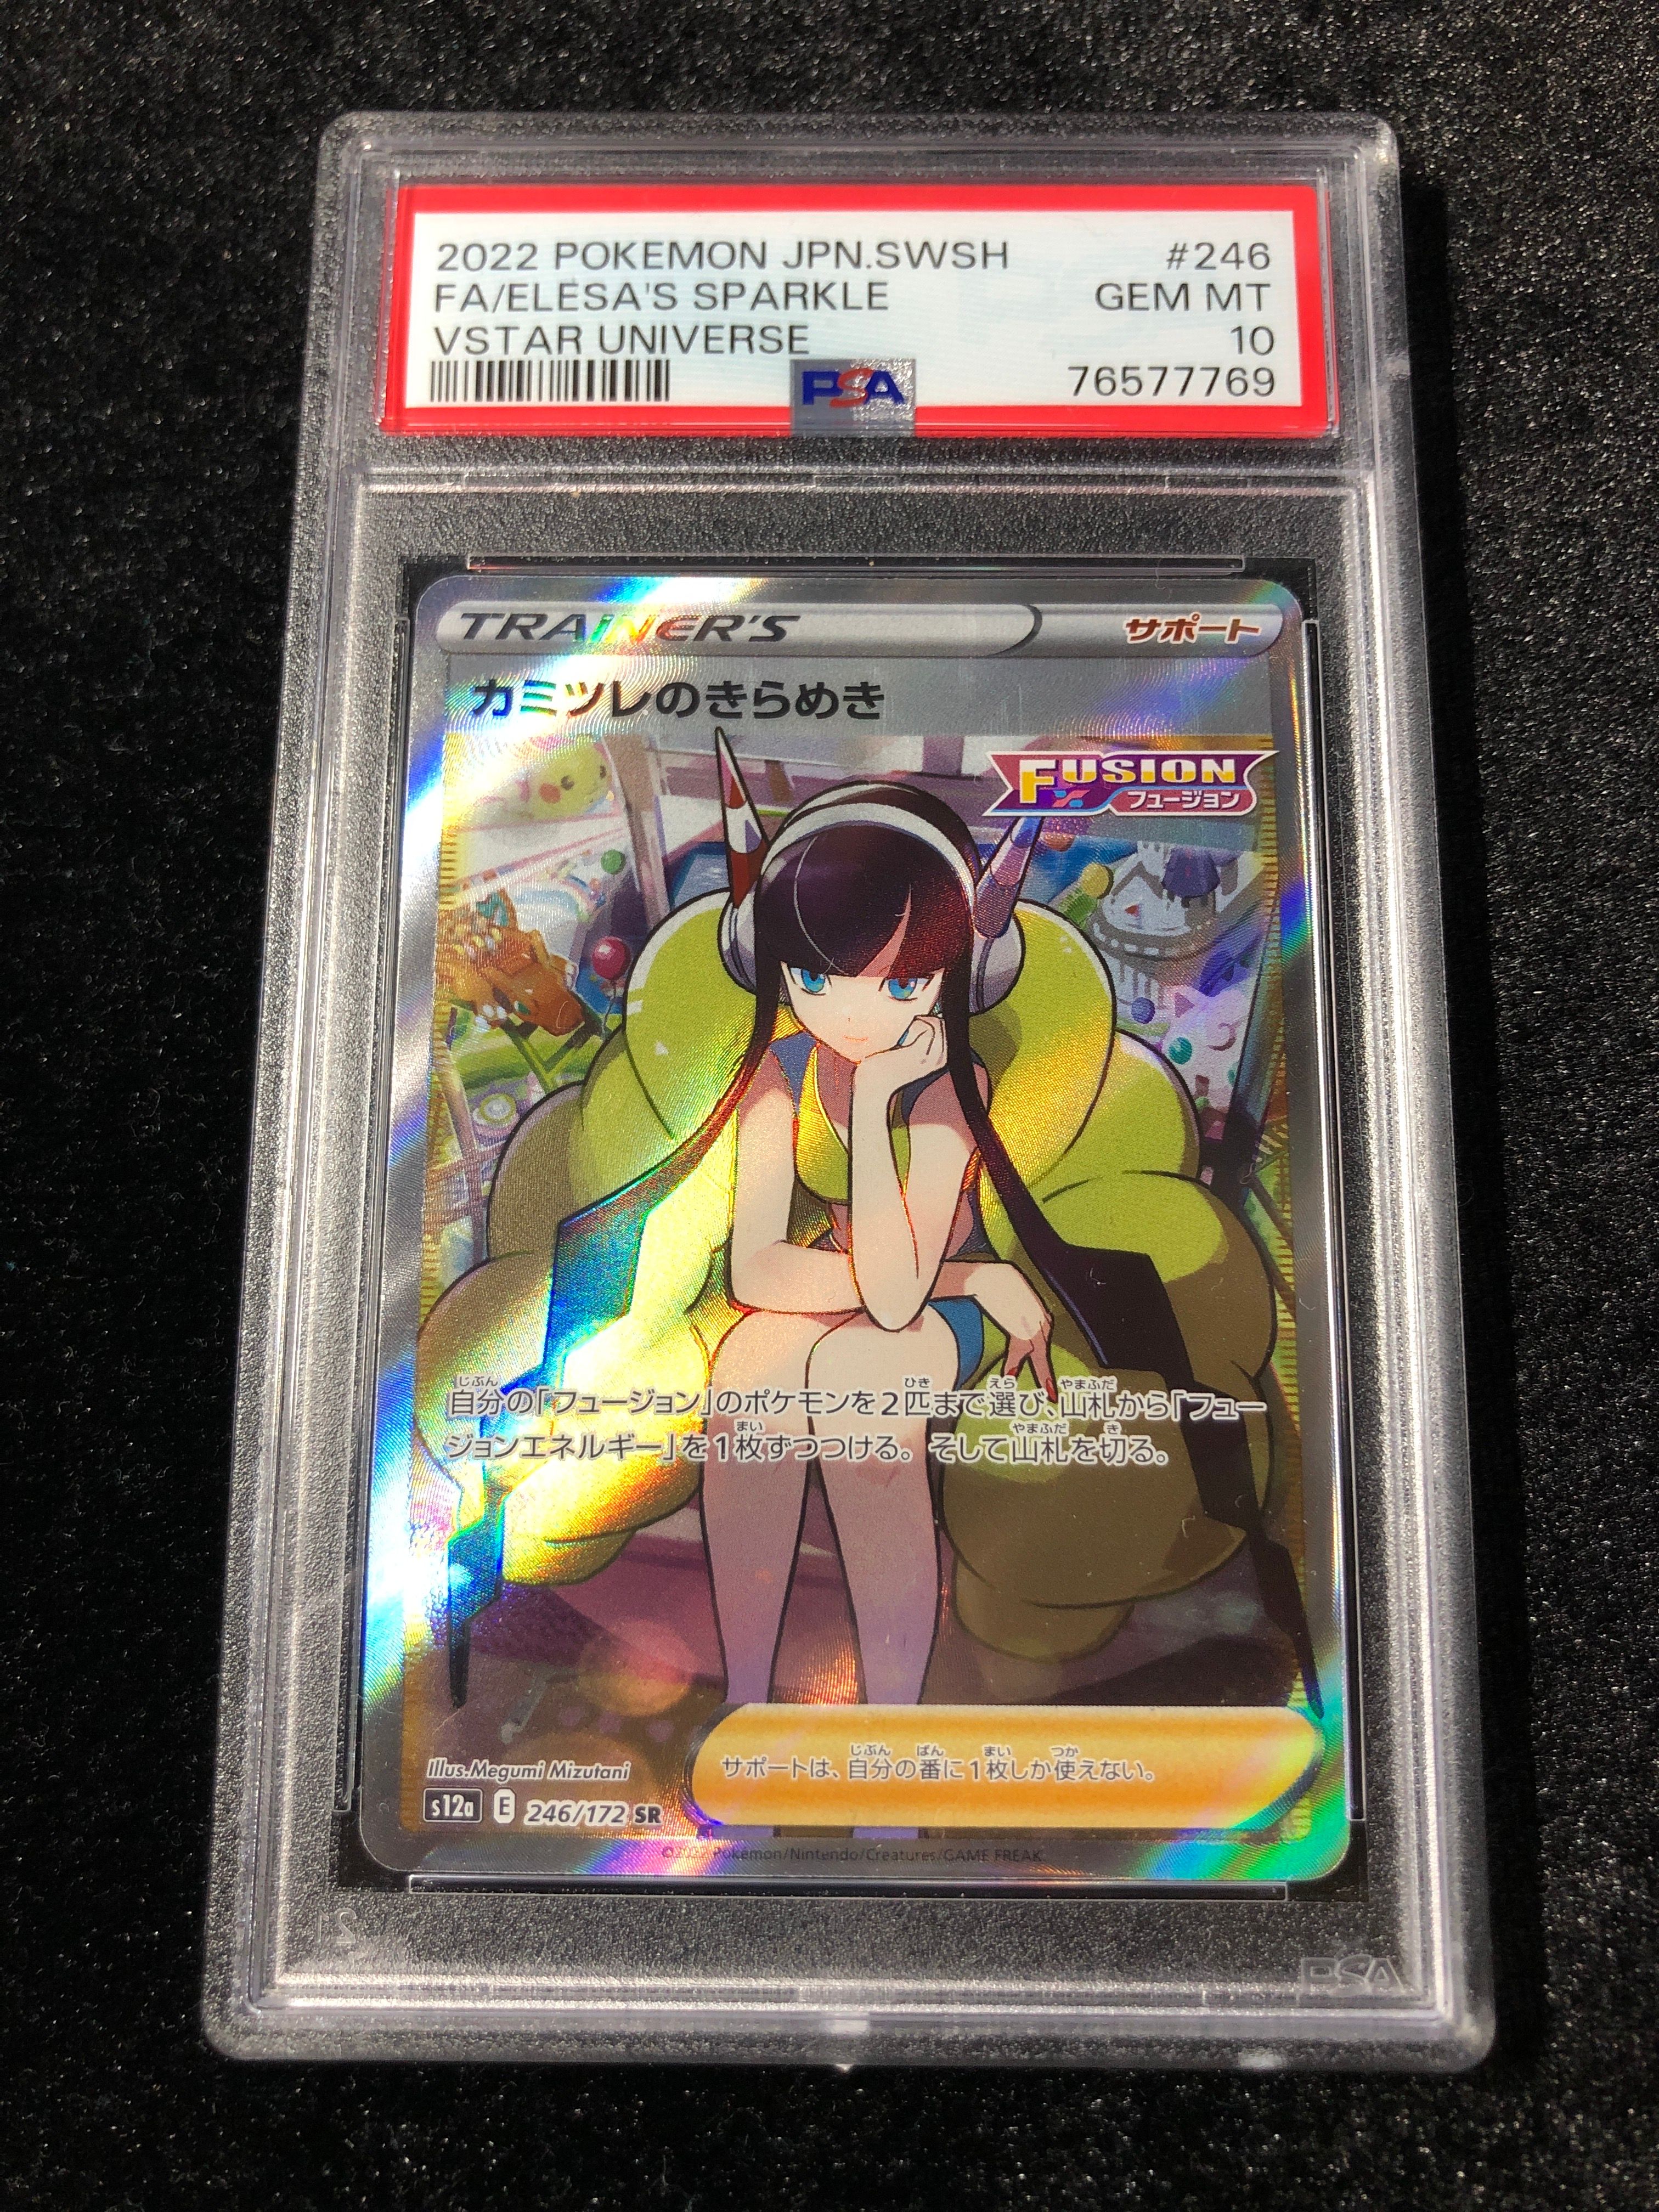 2022 POKEMON JPN.SWSH #246
FA/ELESA'S SPARKLE GEM MT
VSTAR UNIVERSE 10
PSA 76577769
TRAINER'S サポート
カミツレのきらめき
FUSION
フュージョン
自分の「フュージョン」のポケモンを2匹まで選び、山札から「フュー
ジョンエネルギー」を1枚ずつつける。そして山札を切る。
サポートは、自分の番に1枚しか使えない。
Illus.Megumi Mizutani
s12a E 246/172 SR
©2022 Pokémon/Nintendo/Creatures/GAME FREAK
PSA